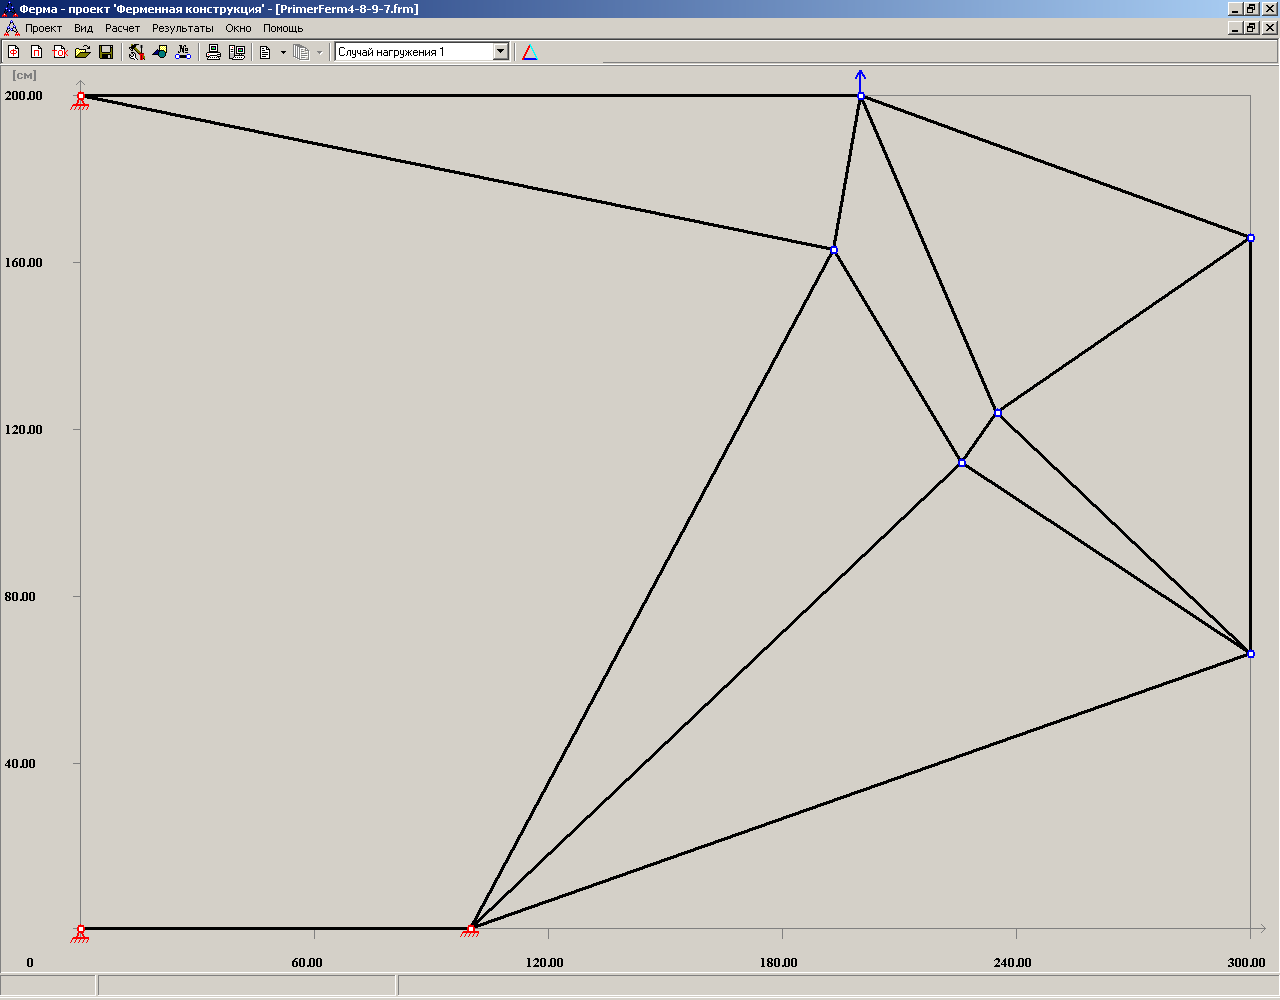 Ферма - проект 'Ферменная конструкция' - [PrimerFerm4-8-9-7.frm]
Проект Вид Расчет Результаты Окно Помощь
п ток № Случай нагружения 1
[см]
200.00
160.00
120.00
80.00
40.00
0 60.00 120.00 180.00 240.00 300.00